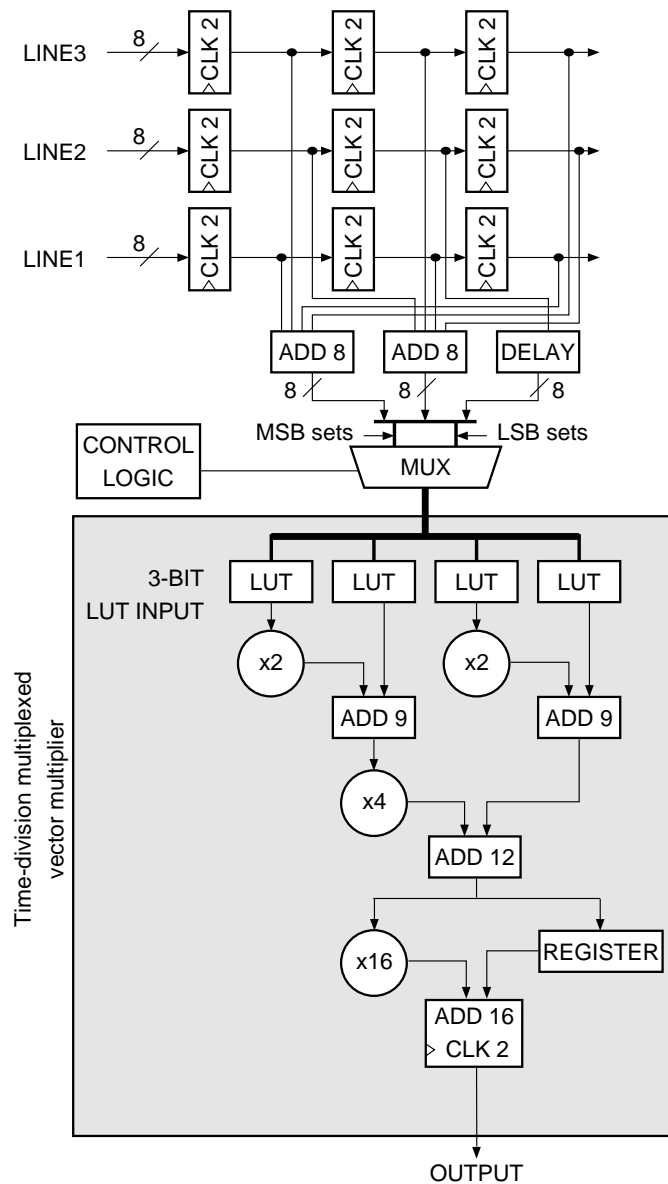 LINE3
8
CLK 2
CLK 2
CLK 2
LINE2
8
CLK 2
CLK 2
CLK 2
LINE1
8
CLK 2
CLK 2
CLK 2
ADD 8
ADD 8
DELAY
8
8
8
MSB sets
LSB sets
CONTROL
LOGIC
MUX
3-BIT
LUT INPUT
LUT
LUT
LUT
LUT
x2
x2
ADD 9
ADD 9
x4
ADD 12
x16
REGISTER
ADD 16
CLK 2
Time-division multiplexed
vector multiplier
OUTPUT